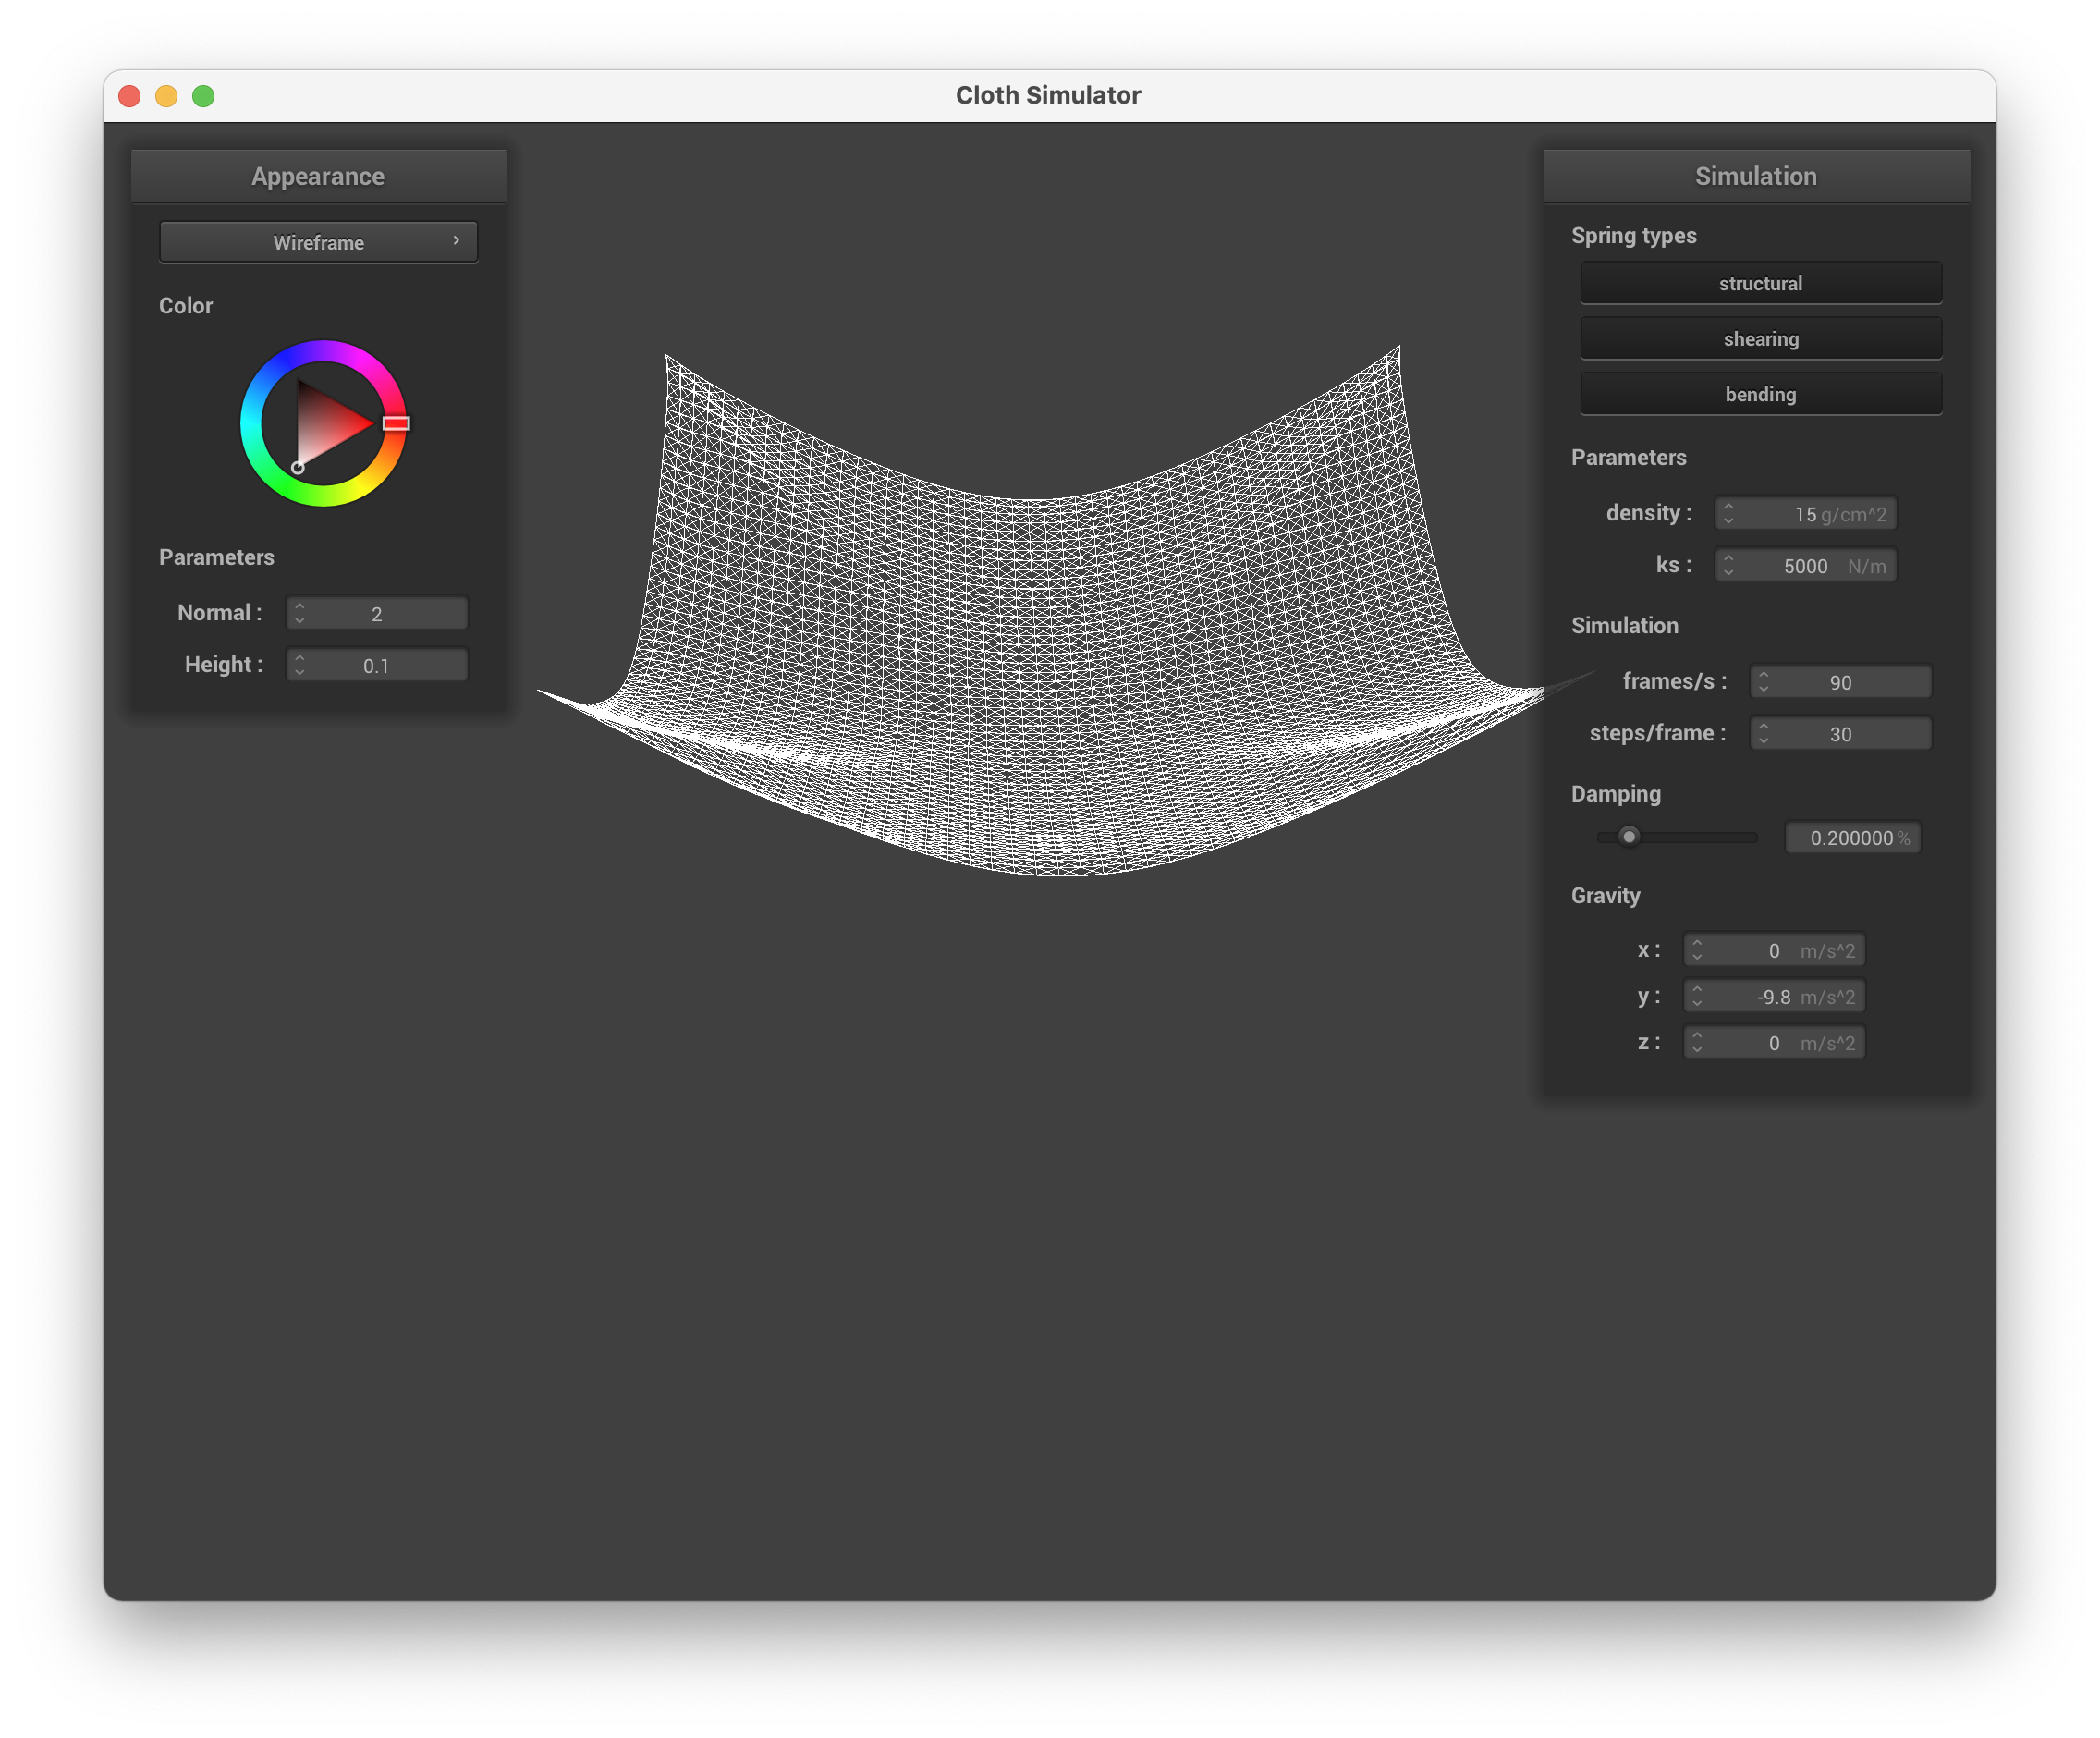 Cloth Simulator
Appearance
Wireframe
Color
Parameters
Normal : 2
Height : 0.1
Simulation
Spring types
structural
shearing
bending
Parameters
density : 15 g/cm^2
ks : 5000 N/m
Simulation
frames/s : 90
steps/frame : 30
Damping
0.200000 %
Gravity
x : 0 m/s^2
y : -9.8 m/s^2
z : 0 m/s^2